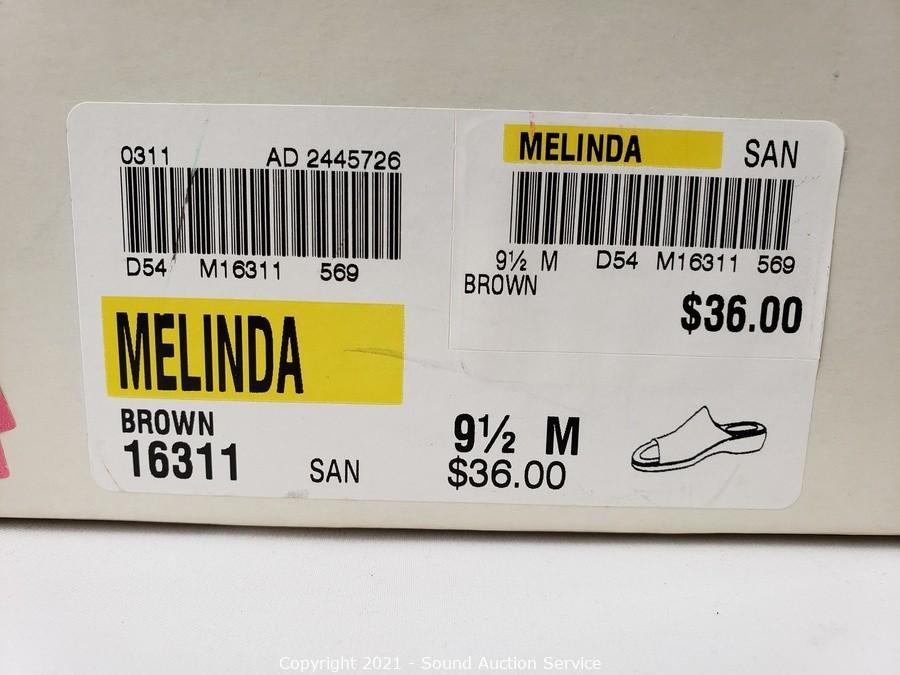 0311 AD 2445726
D54 M16311 569
MELINDA
BROWN
16311 SAN
9½ M
$36.00
MELINDA SAN
9½ M D54 M16311 569
BROWN
$36.00
Copyright 2021 - Sound Auction Service